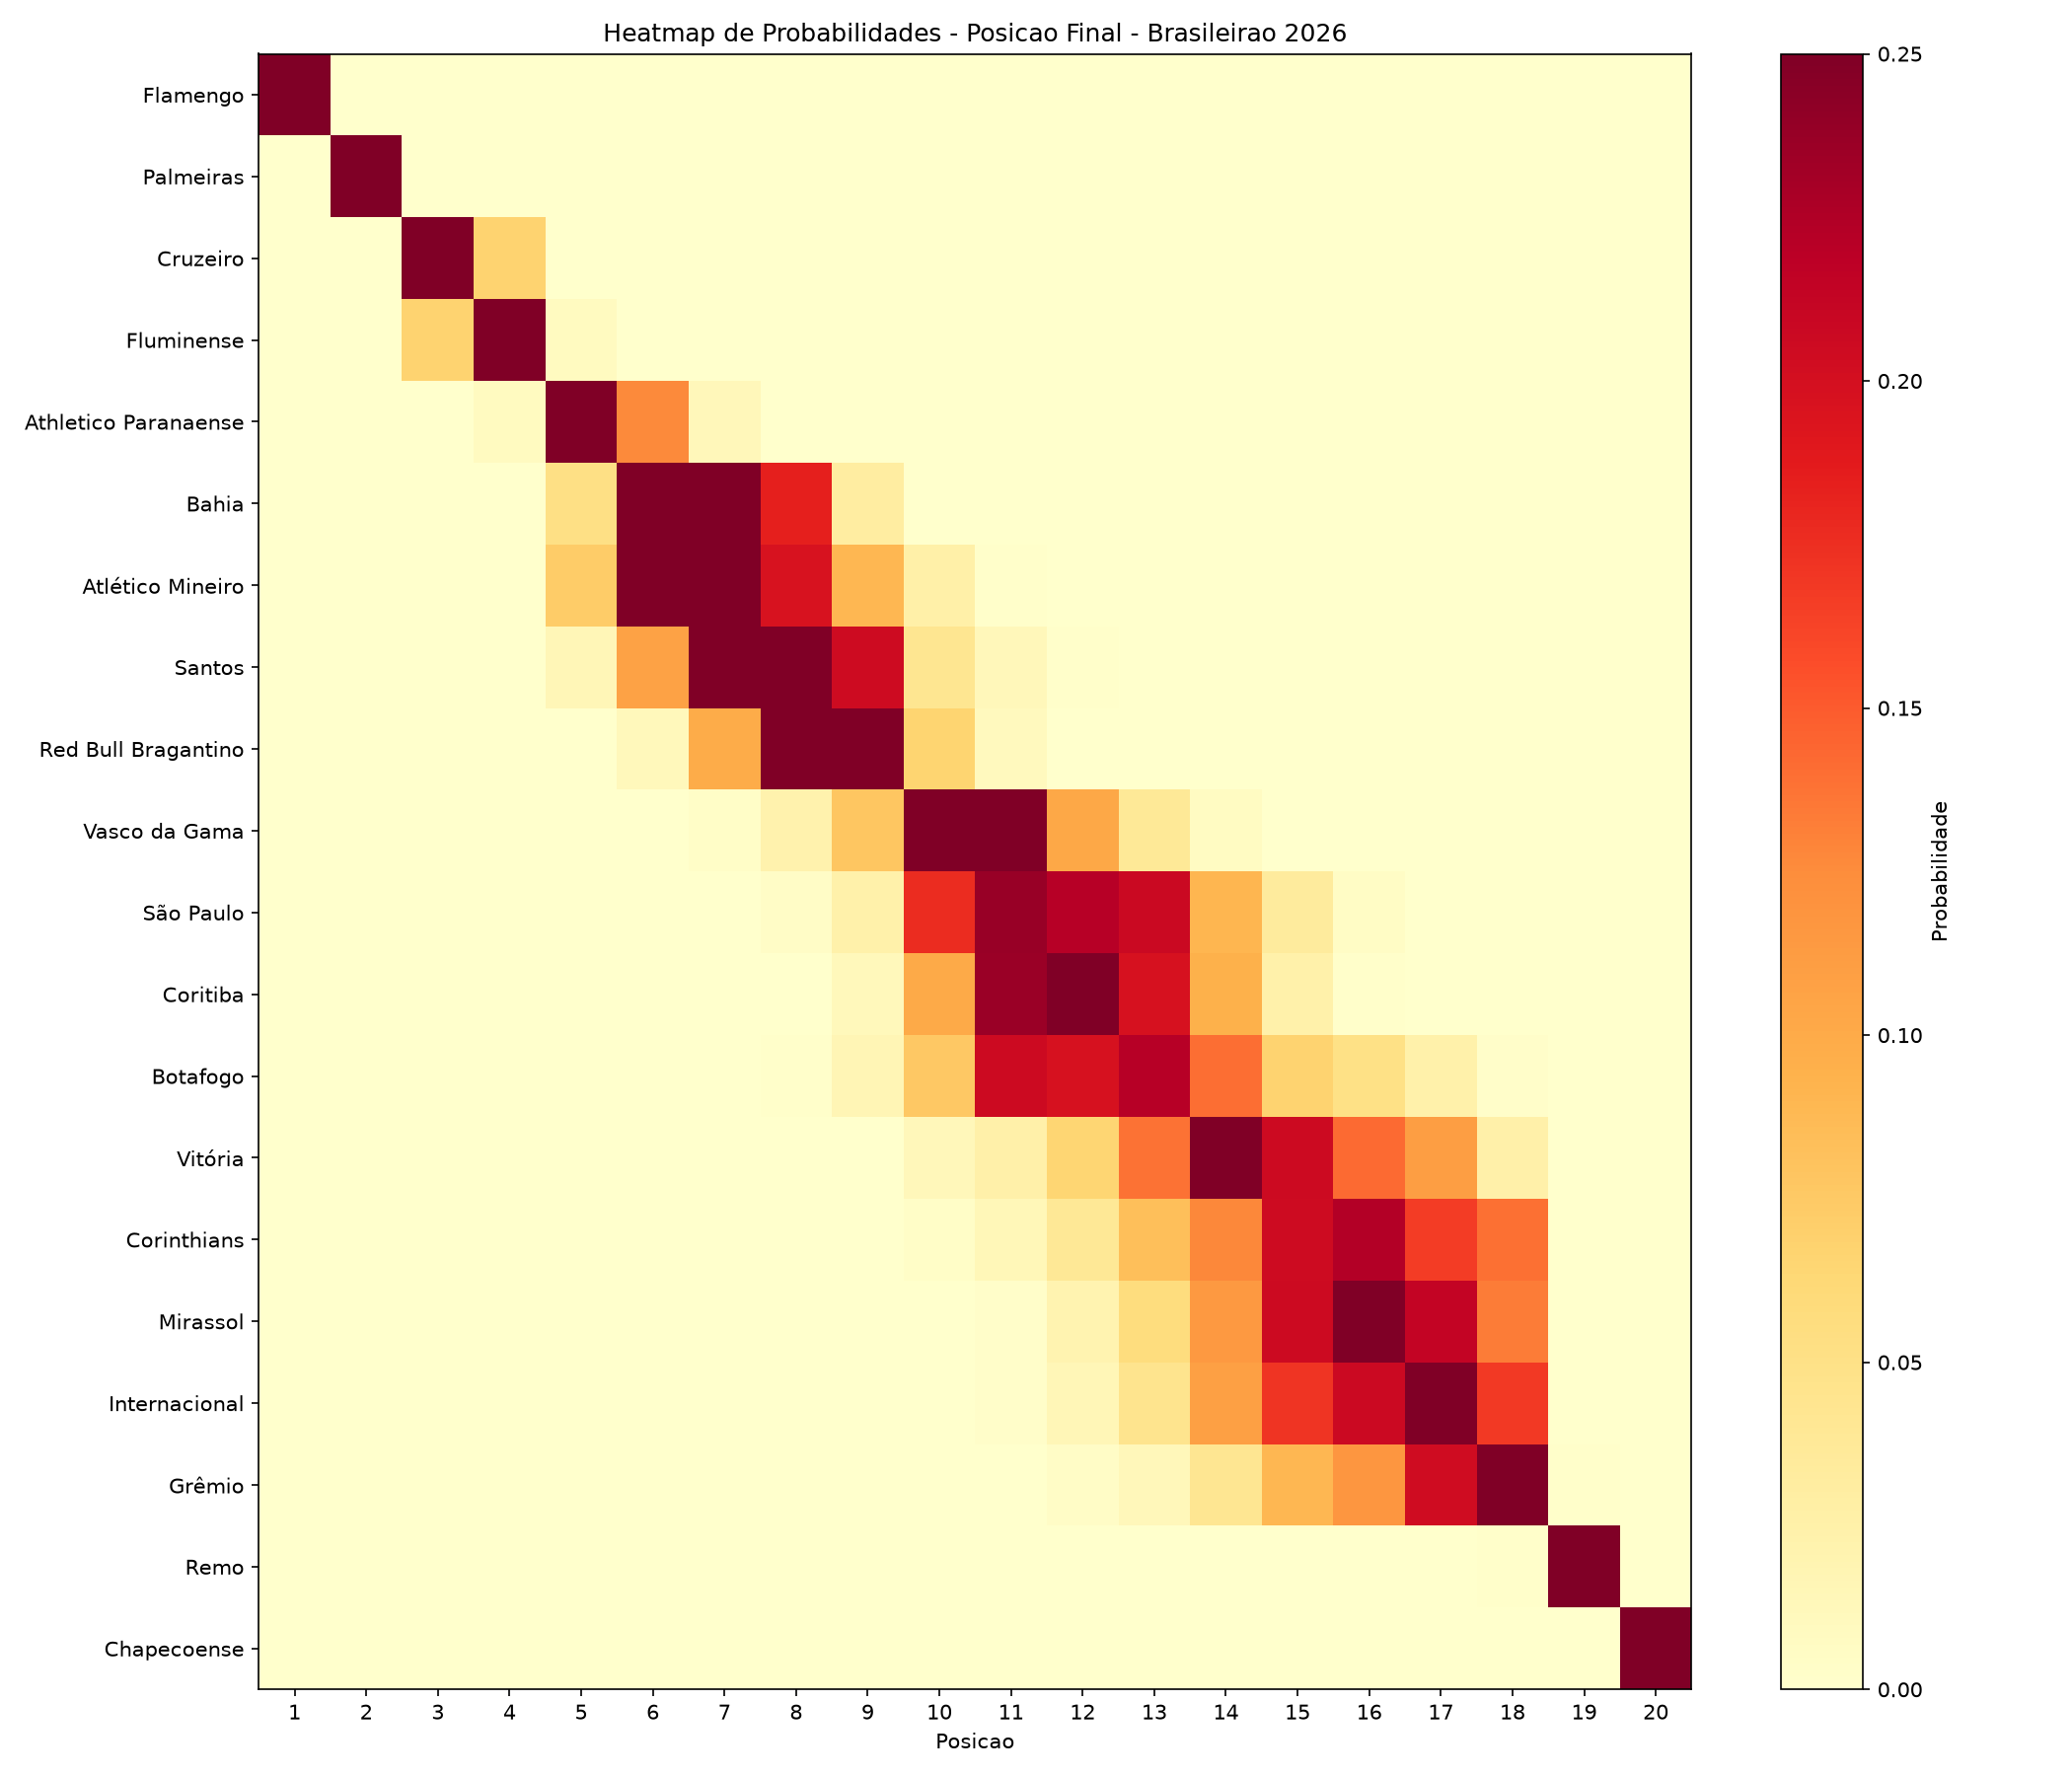 Heatmap de Probabilidades - Posicao Final - Brasileirao 2026
Flamengo
Palmeiras
Cruzeiro
Fluminense
Athletico Paranaense
Bahia
Atlético Mineiro
Santos
Red Bull Bragantino
Vasco da Gama
São Paulo
Coritiba
Botafogo
Vitória
Corinthians
Mirassol
Internacional
Grêmio
Remo
Chapecoense
1 2 3 4 5 6 7 8 9 10 11 12 13 14 15 16 17 18 19 20
Posicao
0.25
0.20
0.15
0.10
0.05
0.00
Probabilidade